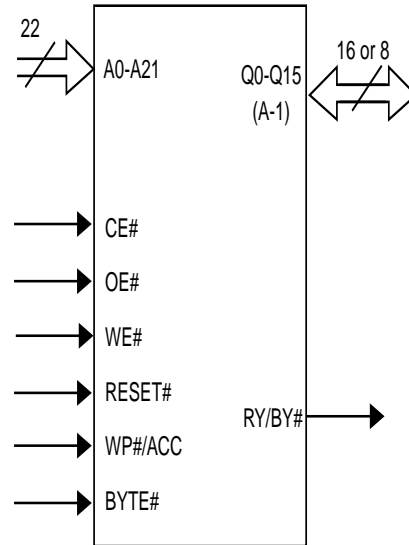 22
16 or 8
A0-A21
Q0-Q15
(A-1)
CE#
OE#
WE#
RESET#
RY/BY#
WP#/ACC
BYTE#